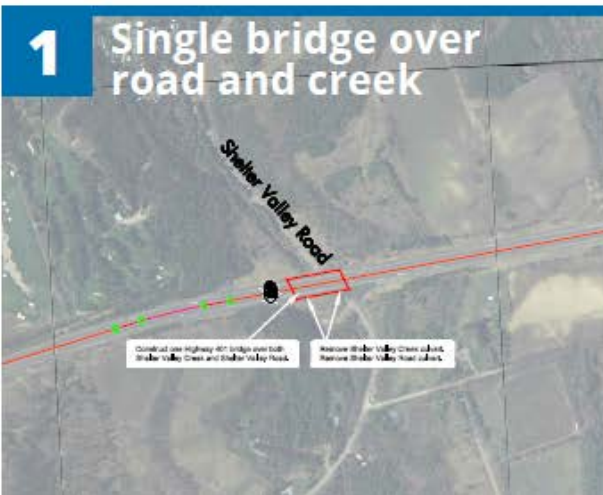 1
Single bridge over
road and creek
Shelter Valley Road
Construct one Highway 401 bridge over both
Shelter Valley Creek and Shelter Valley Road.
Remove Shelter Valley Creek culvert.
Remove Shelter Valley Road culvert.